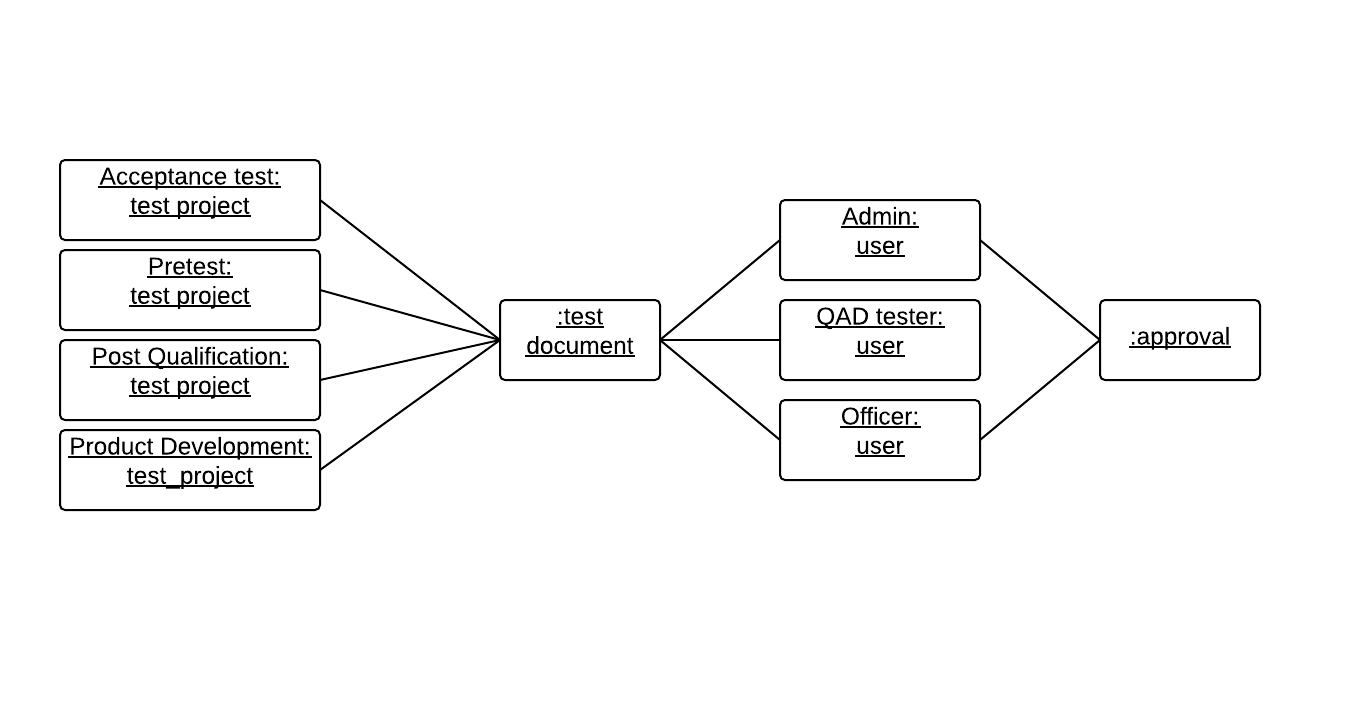 Acceptance test:
test project
Pretest:
test project
Post Qualification:
test project
Product Development:
test_project
:test
document
Admin:
user
QAD tester:
user
Officer:
user
:approval